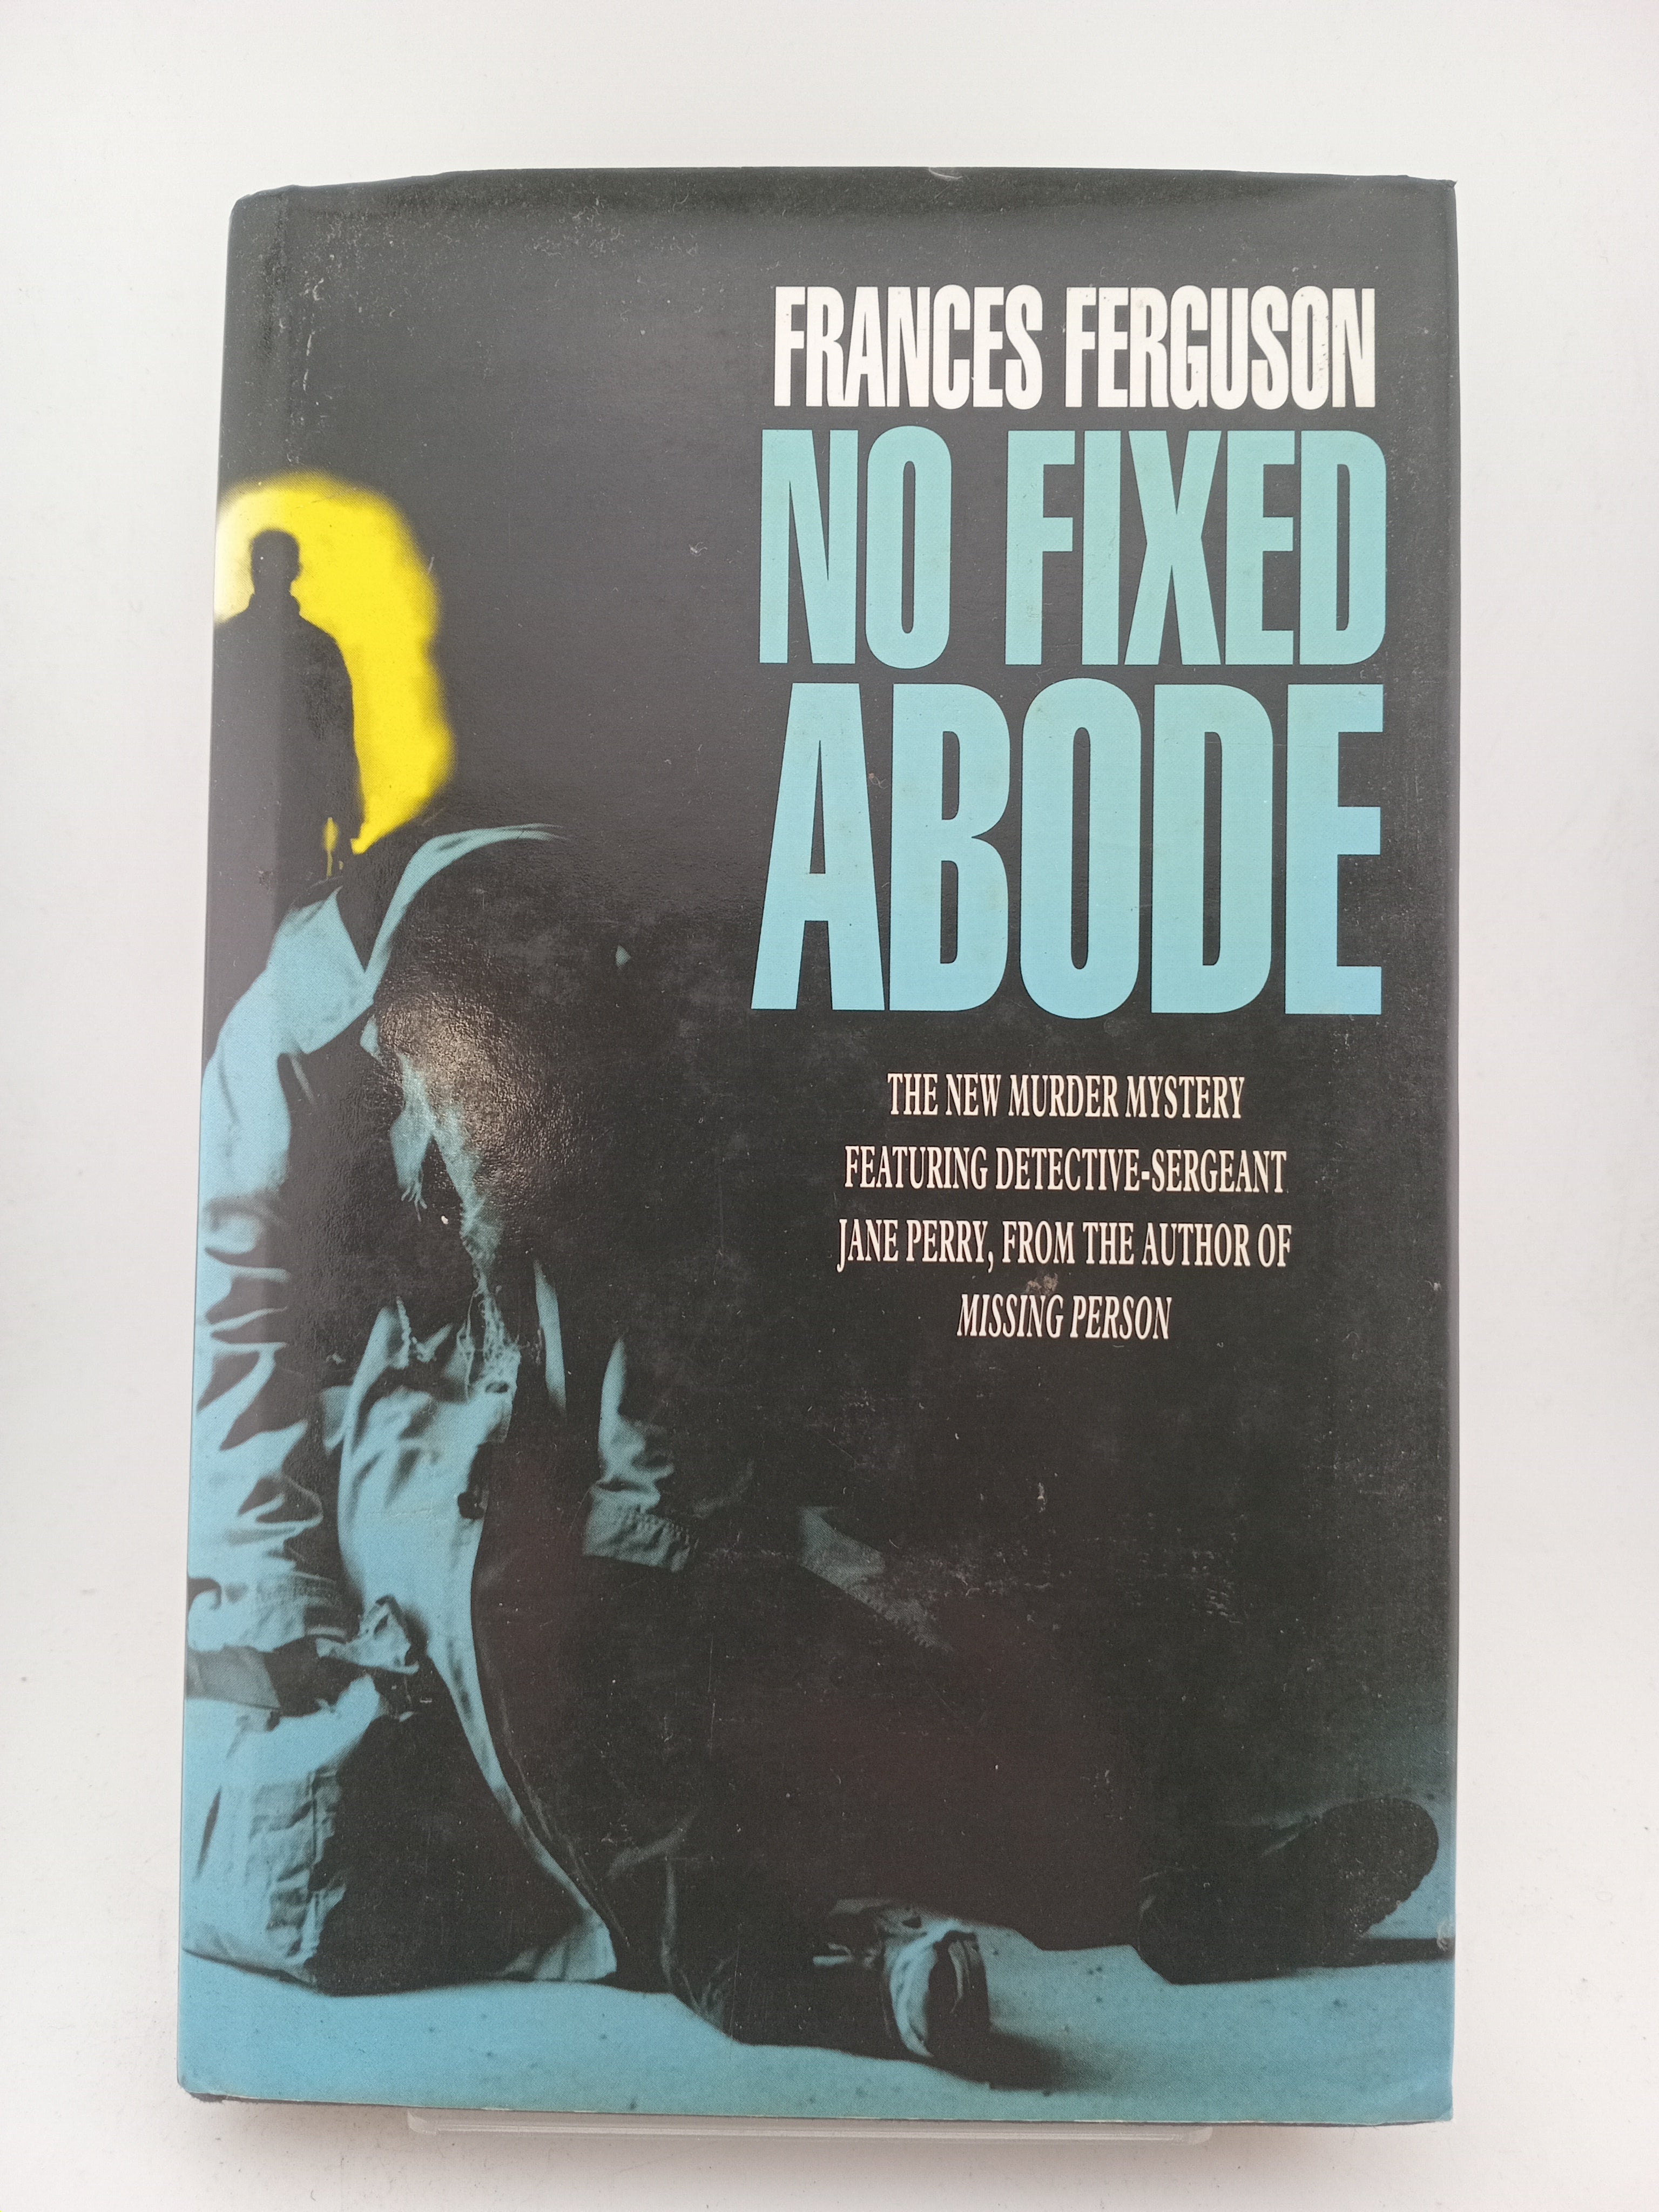 FRANCES FERGUSON
NO FIXED
ABODE
THE NEW MURDER MYSTERY
FEATURING DETECTIVE-SERGEANT
JANE PERRY, FROM THE AUTHOR OF
MISSING PERSON